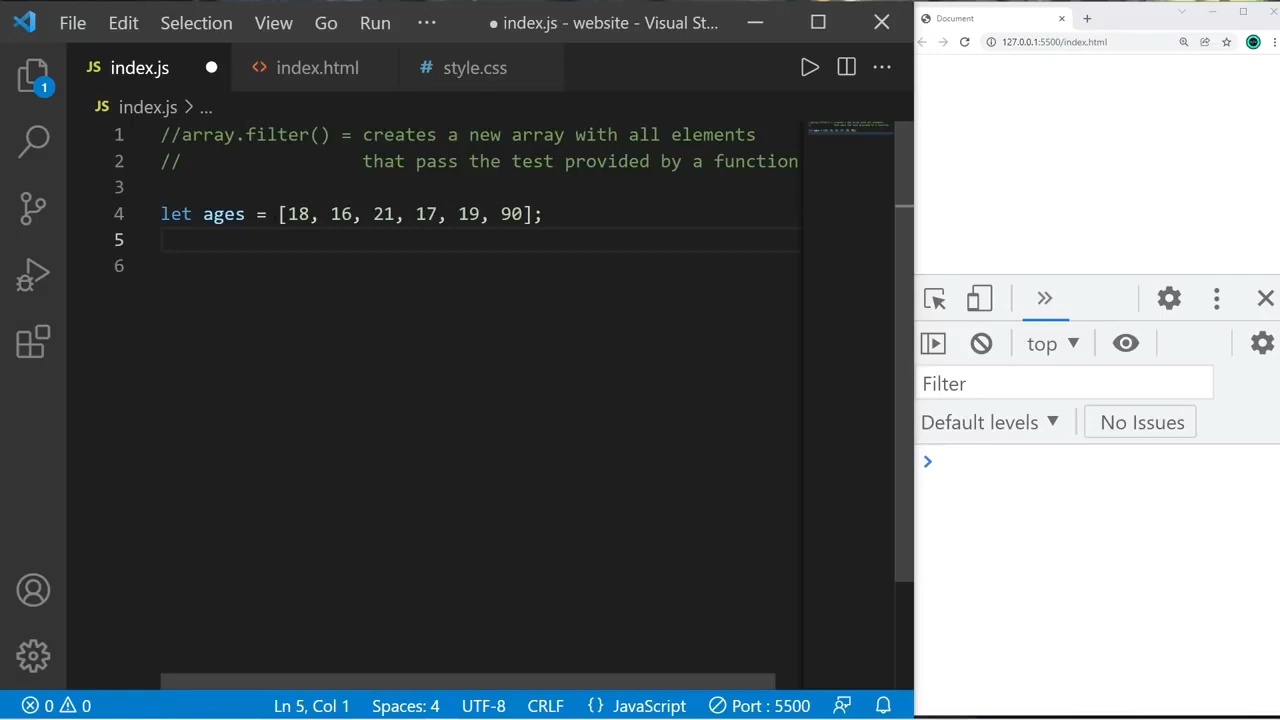 File Edit Selection View Go Run ··· ● index.js - website - Visual St...
JS index.js ● <> index.html # style.css
JS index.js > ...
1 //array.filter() = creates a new array with all elements
2 // that pass the test provided by a function
3
4 let ages = [18, 16, 21, 17, 19, 90];
5
6
1
0 0 Ln 5, Col 1 Spaces: 4 UTF-8 CRLF {} JavaScript Port : 5500
Document
127.0.0.1:5500/index.html
top
Filter
Default levels No Issues